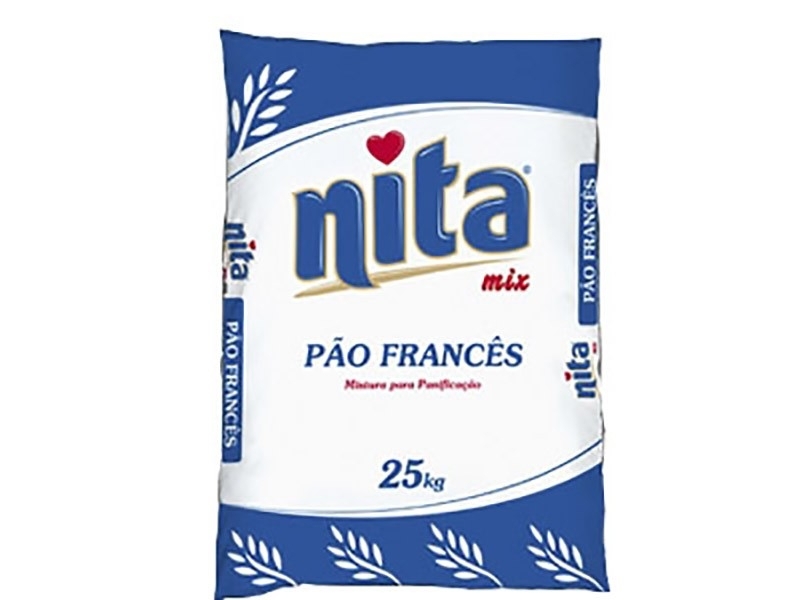 nita®
mix
PÃO FRANCÊS
Mistura para Panificação
25kg
nita
PÃO FRANCÊS
PÃO FRANCÊS
nita